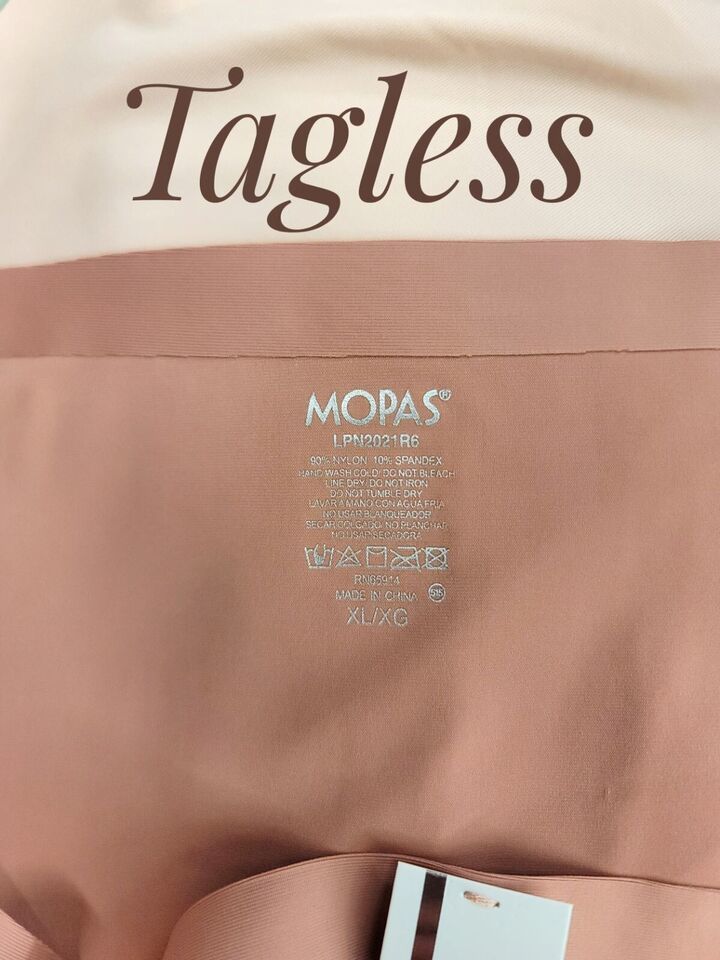 Tagless
MOPAS®
LPN2021R6
90% NYLON 10% SPANDEX
HAND WASH COLD/ DO NOT BLEACH
LINE DRY/ DO NOT IRON
DO NOT TUMBLE DRY
LAVAR A MANO CON AGUA FRIA
NO USAR BLANQUEADOR
SECAR COLGADO/ NO PLANCHAR
NO USAR SECADORA
RN65914
MADE IN CHINA 515
XL/XG